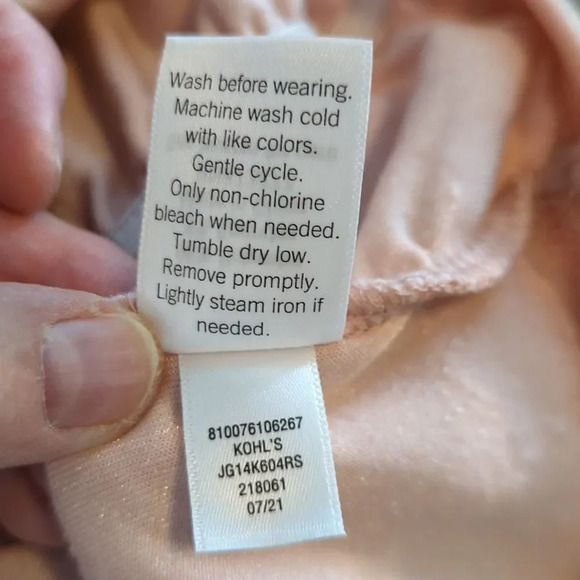 Wash before wearing.
Machine wash cold
with like colors.
Gentle cycle.
Only non-chlorine
bleach when needed.
Tumble dry low.
Remove promptly.
Lightly steam iron if
needed.
810076106267
KOHL'S
JG14K604RS
218061
07/21